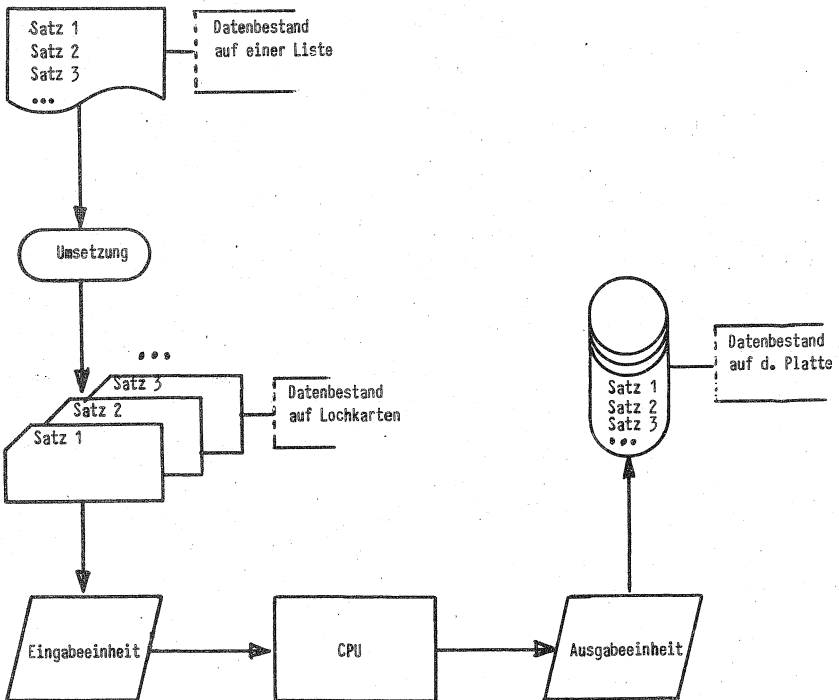 Satz 1
Satz 2
Satz 3
...
Datenbestand
auf einer Liste
Umsetzung
...
Satz 3
Satz 2
Satz 1
Datenbestand
auf Lochkarten
Datenbestand
auf d. Platte
Satz 1
Satz 2
Satz 3
...
Eingabeeinheit
CPU
Ausgabeeinheit